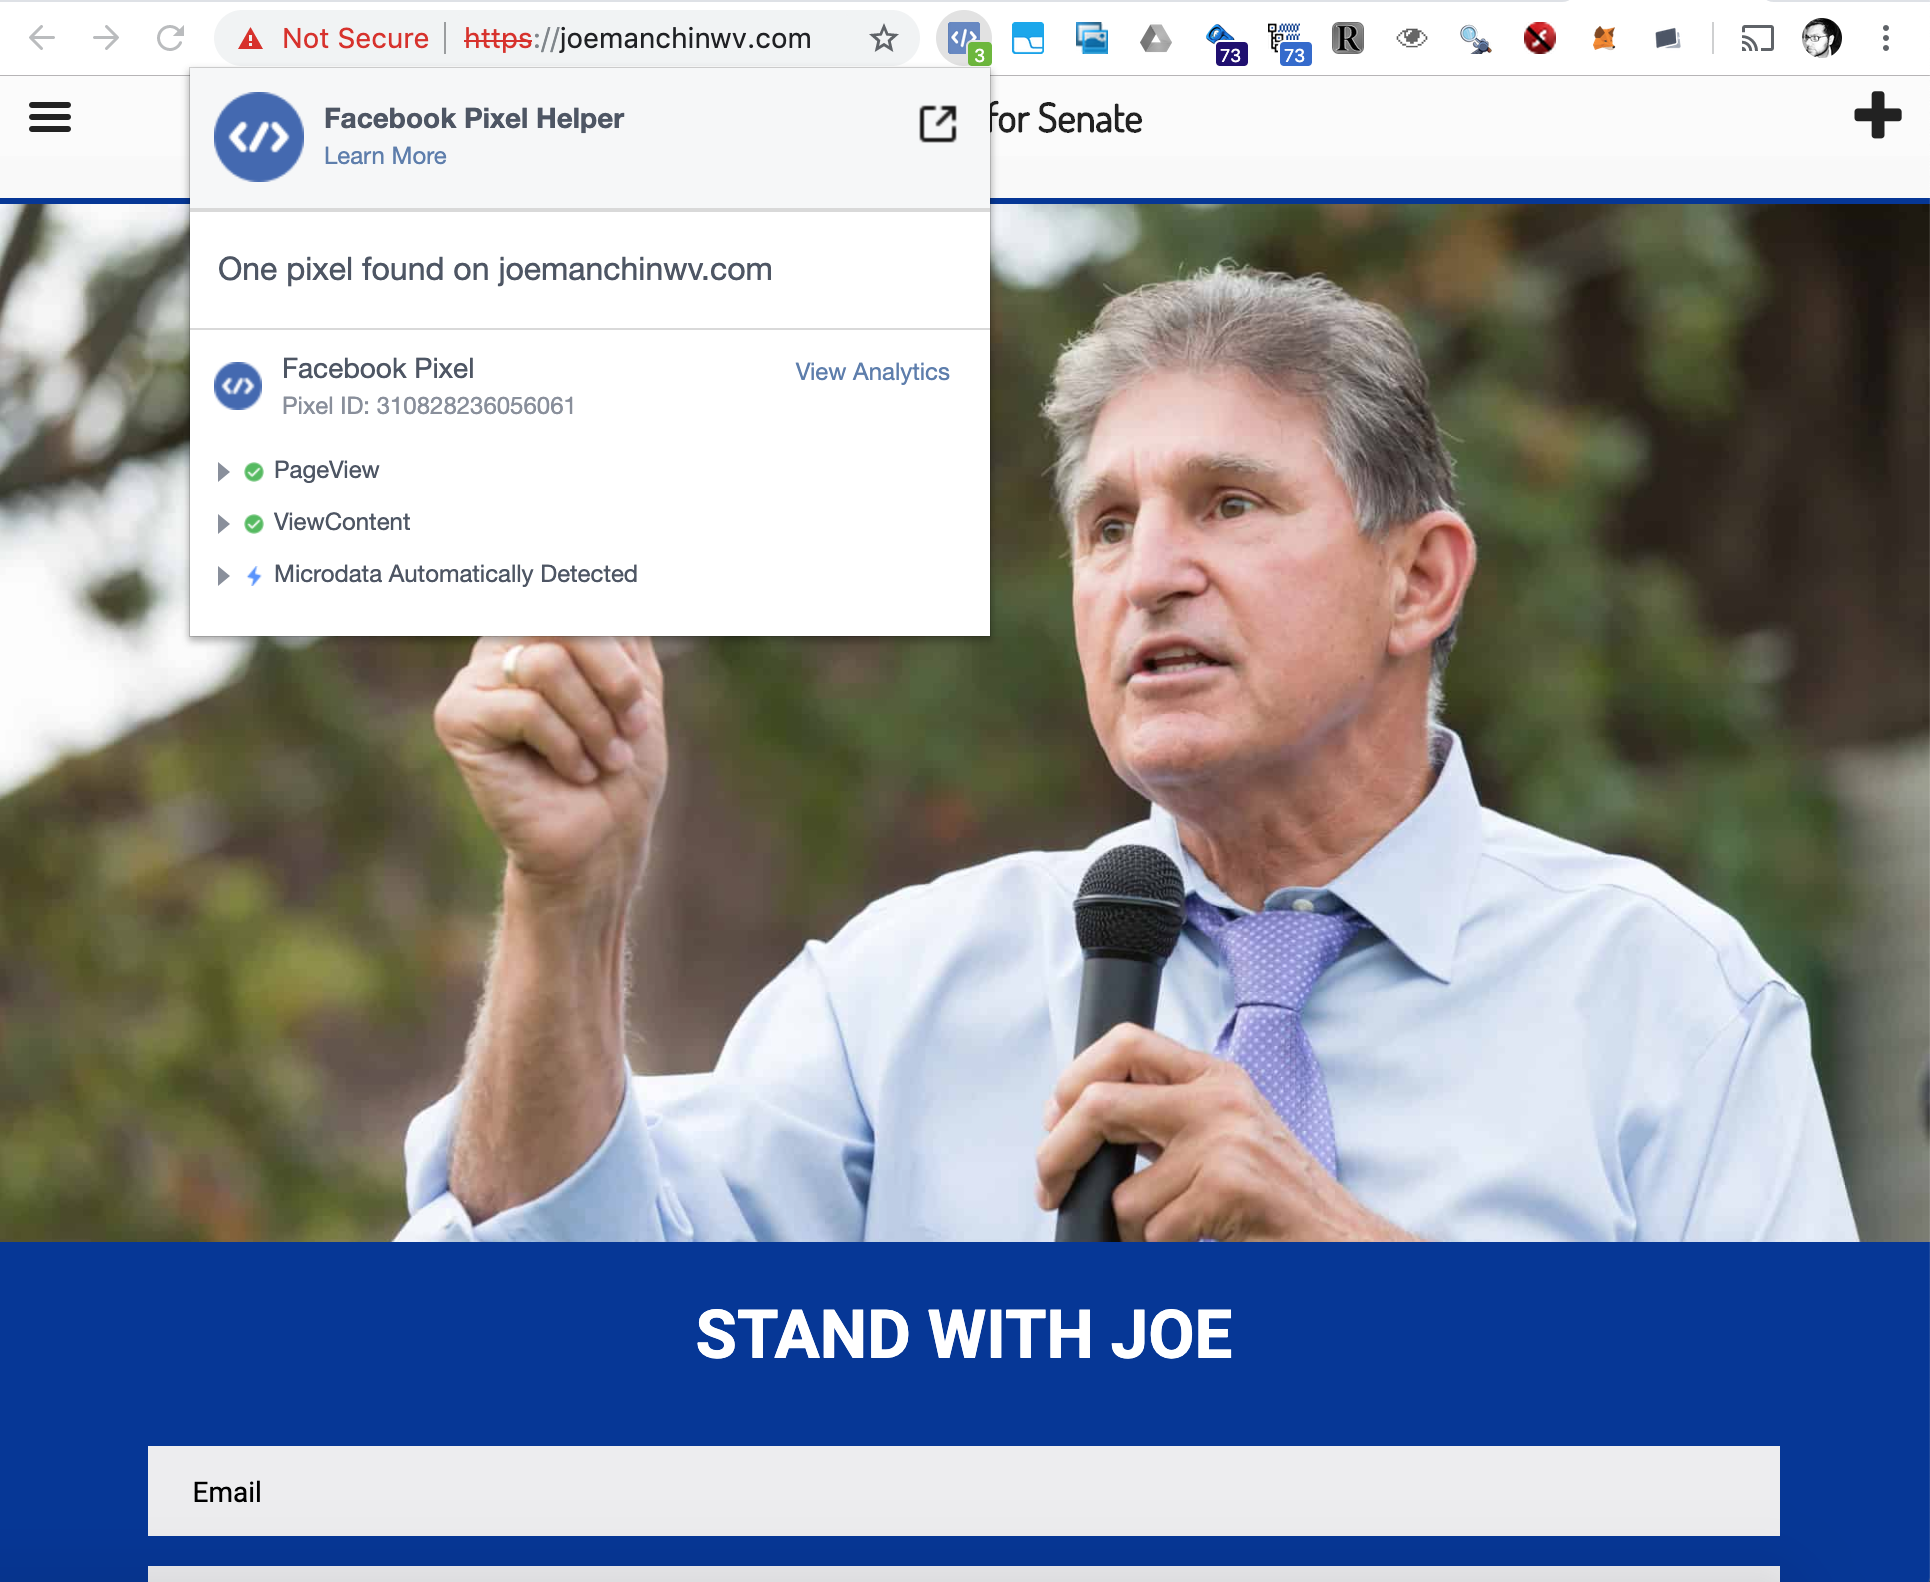 Not Secure | https://joemanchinwv.com
3
73
73
R
Facebook Pixel Helper
Learn More
for Senate
One pixel found on joemanchinwv.com
Facebook Pixel
View Analytics
Pixel ID: 310828236056061
PageView
ViewContent
Microdata Automatically Detected
STAND WITH JOE
Email